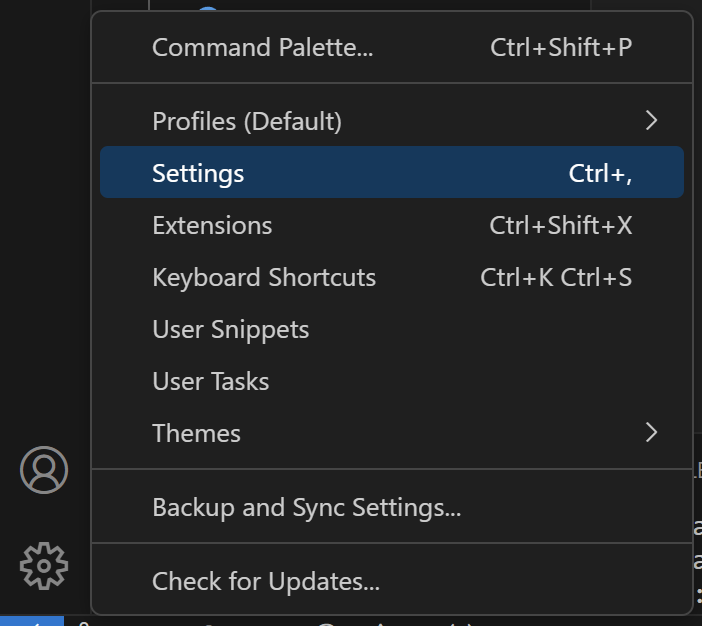 Command Palette... Ctrl+Shift+P
Profiles (Default)
Settings Ctrl+,
Extensions Ctrl+Shift+X
Keyboard Shortcuts Ctrl+K Ctrl+S
User Snippets
User Tasks
Themes
Backup and Sync Settings...
Check for Updates...